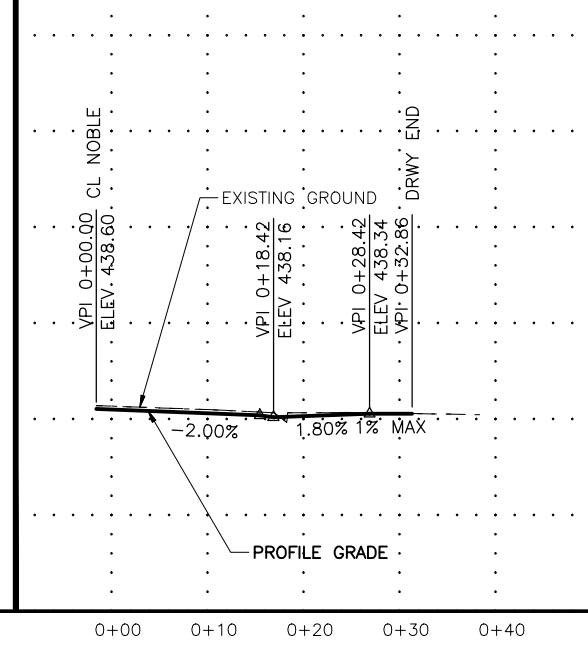 VPI 0+00.00 CL NOBLE
ELEV 438.60
EXISTING GROUND
VPI 0+18.42
ELEV 438.16
VPI 0+28.42
ELEV 438.34
VPI 0+32.86 DRWY END
-2.00%
1.80%
1% MAX
PROFILE GRADE
0+00
0+10
0+20
0+30
0+40